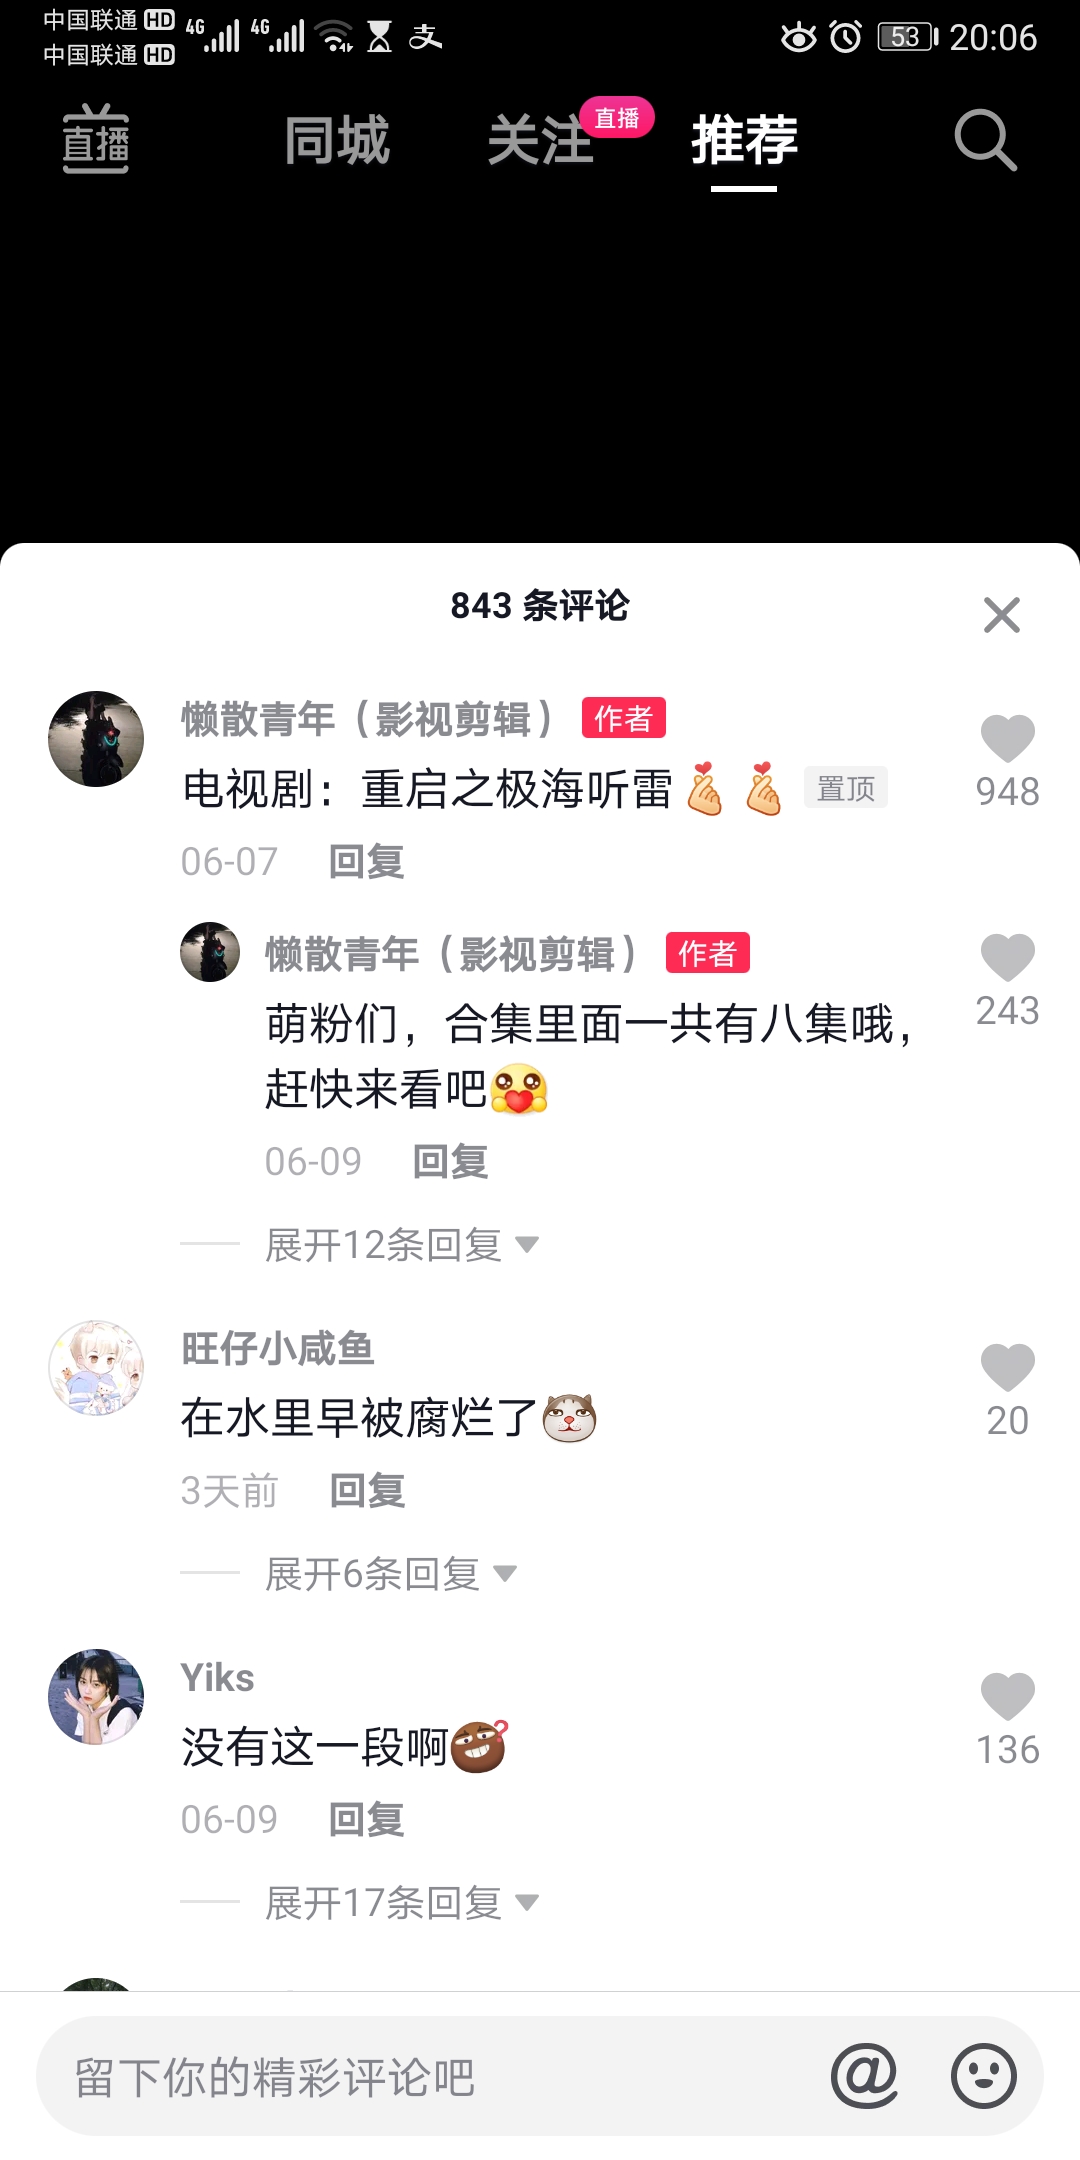 中国联通 HD 4G 4G 支 53 20:06
中国联通 HD
直播 同城 关注 直播 推荐
843 条评论
懒散青年（影视剪辑） 作者
电视剧：重启之极海听雷 置顶
948
06-07 回复
懒散青年（影视剪辑） 作者
萌粉们，合集里面一共有八集哦，
243
赶快来看吧
06-09 回复
展开12条回复
旺仔小咸鱼
在水里早被腐烂了
20
3天前 回复
展开6条回复
Yiks
没有这一段啊
136
06-09 回复
展开17条回复
留下你的精彩评论吧 @